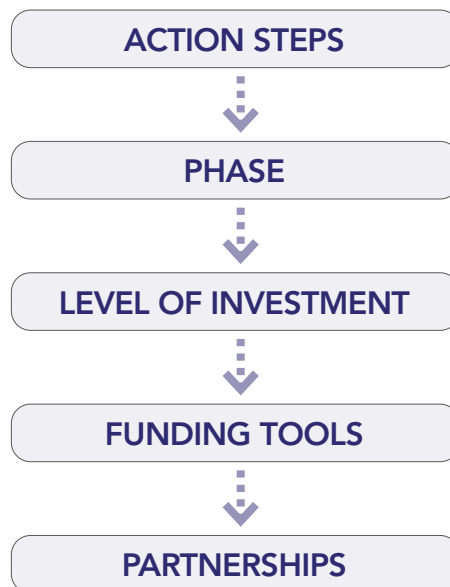 ACTION STEPS
PHASE
LEVEL OF INVESTMENT
FUNDING TOOLS
PARTNERSHIPS